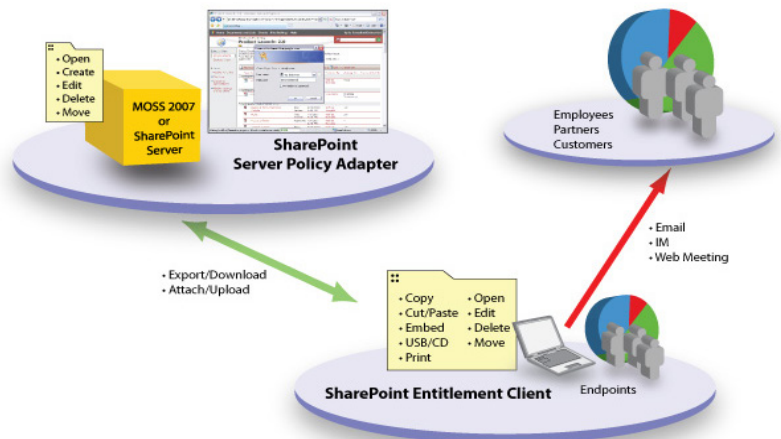 • Open
• Create
• Edit
• Delete
• Move
MOSS 2007
or
SharePoint
Server
SharePoint
Server Policy Adapter
Employees
Partners
Customers
• Email
• IM
• Web Meeting
• Export/Download
• Attach/Upload
• Copy
• Cut/Paste
• Embed
• USB/CD
• Print
• Open
• Edit
• Delete
• Move
SharePoint Entitlement Client
Endpoints